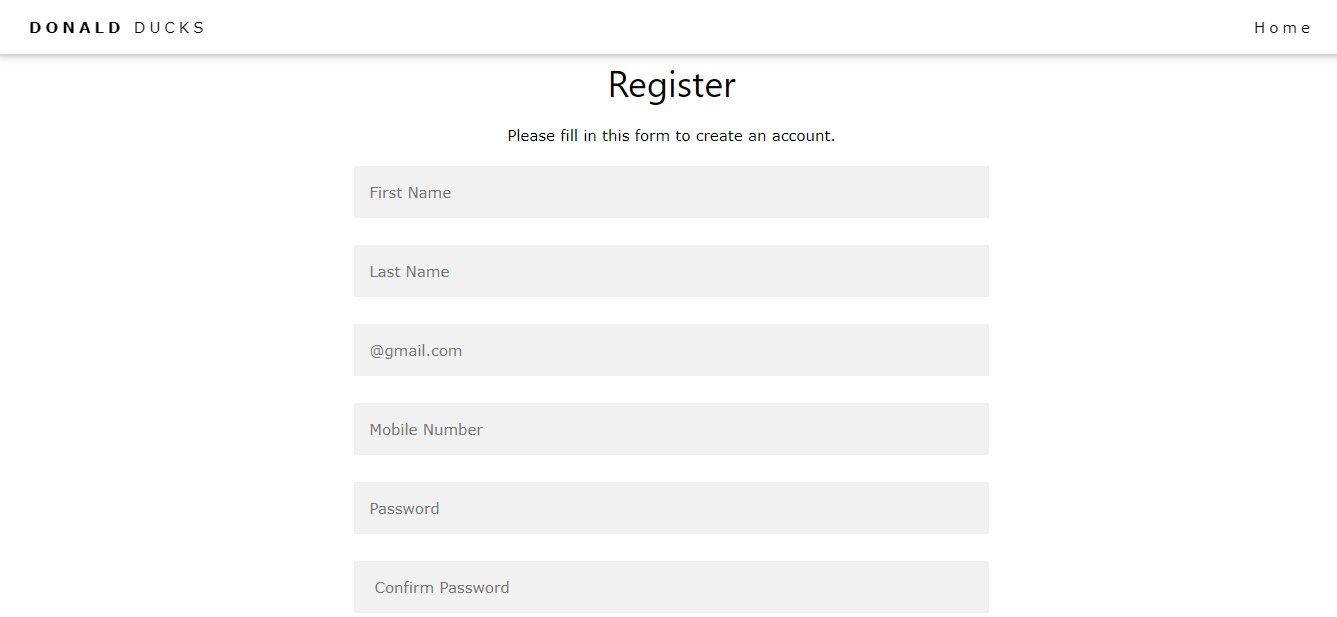 DONALD DUCKS
Home
Register
Please fill in this form to create an account.
First Name
Last Name
@gmail.com
Mobile Number
Password
Confirm Password